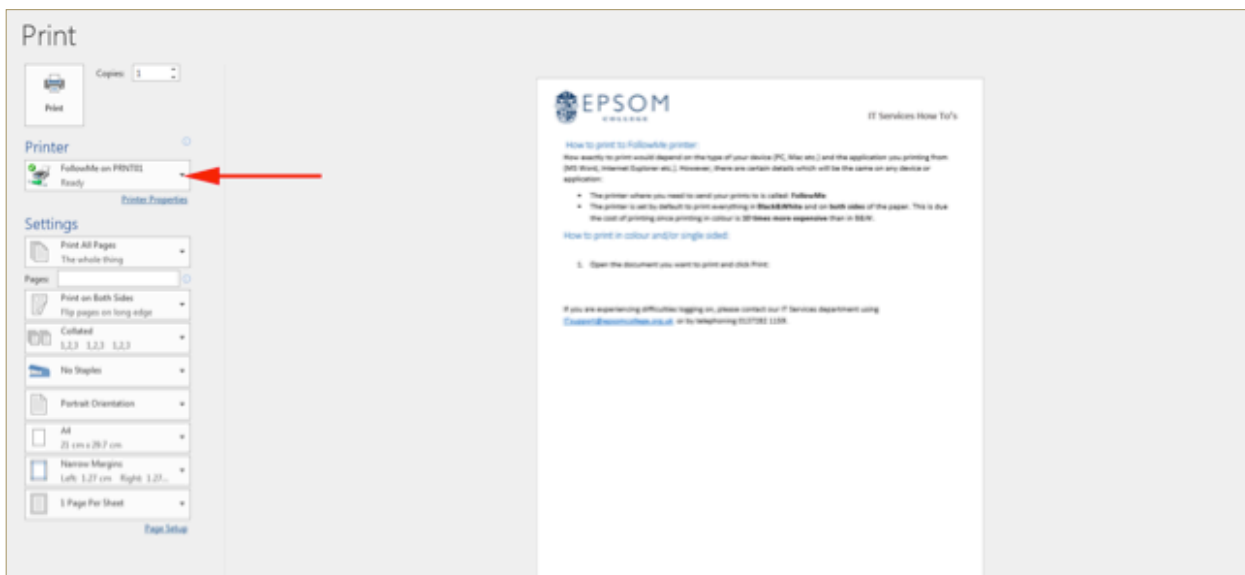 Print
Copies: 1
Print
Printer
FollowMe on PRINT01
Ready
Printer Properties
Settings
Print All Pages
The whole thing
Pages:
Print on Both Sides
Flip pages on long edge
Collated
1,2,3 1,2,3 1,2,3
No Staples
Portrait Orientation
A4
21 cm x 29.7 cm
Narrow Margins
Left: 1.27 cm Right: 1.27...
1 Page Per Sheet
Page Setup
EPSOM
COLLEGE
IT Services How To's
How to print to FollowMe printer:
How exactly to print would depend on the type of your device (PC, Mac etc.) and the application you printing from
(MS Word, Internet Explorer etc.). However, there are certain details which will be the same on any device or
application:
• The printer where you need to send your prints to is called: FollowMe
• The printer is set by default to print everything in Black&White and on both sides of the paper. This is due
the cost of printing since printing in colour is 10 times more expensive than in B&W.
How to print in colour and/or single sided:
1. Open the document you want to print and click Print:
If you are experiencing difficulties logging on, please contact our IT Services department using
ITsupport@epsomcollege.org.uk or by telephoning